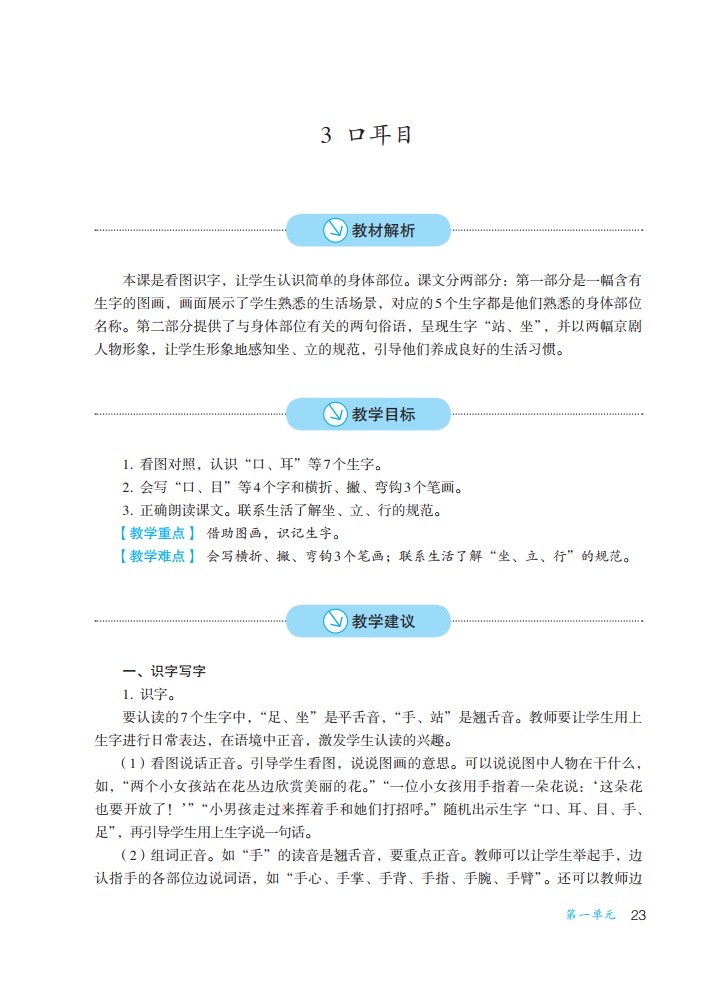 3 口耳目
教材解析
本课是看图识字，让学生认识简单的身体部位。课文分两部分：第一部分是一幅含有
生字的图画，画面展示了学生熟悉的生活场景，对应的5个生字都是他们熟悉的身体部位
名称。第二部分提供了与身体部位有关的两句俗语，呈现生字“站、坐”，并以两幅京剧
人物形象，让学生形象地感知坐、立的规范，引导他们养成良好的生活习惯。
教学目标
1. 看图对照，认识“口、耳”等7个生字。
2. 会写“口、目”等4个字和横折、撇、弯钩3个笔画。
3. 正确朗读课文。联系生活了解坐、立、行的规范。
【教学重点】 借助图画，识记生字。
【教学难点】 会写横折、撇、弯钩3个笔画；联系生活了解“坐、立、行”的规范。
教学建议
一、识字写字
1. 识字。
要认读的7个生字中，“足、坐”是平舌音，“手、站”是翘舌音。教师要让学生用上
生字进行日常表达，在语境中正音，激发学生认读的兴趣。
（1）看图说话正音。引导学生看图，说说图画的意思。可以说说图中人物在干什么，
如，“两个小女孩站在花丛边欣赏美丽的花。”“一位小女孩用手指着一朵花说：‘这朵花
也要开放了！’”“小男孩走过来挥着手和她们打招呼。”随机出示生字“口、耳、目、手、
足”，再引导学生用上生字说一句话。
（2）组词正音。如“手”的读音是翘舌音，要重点正音。教师可以让学生举起手，边
认指手的各部位边说词语，如“手心、手掌、手背、手指、手腕、手臂”。还可以教师边
第一单元 23